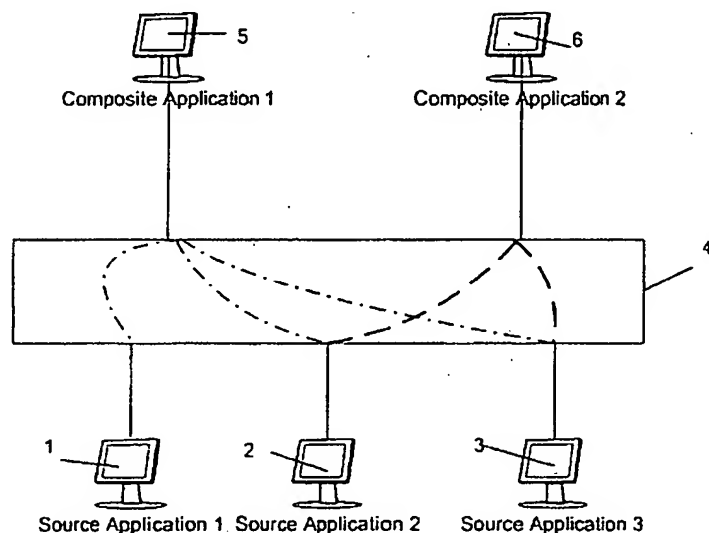 5
6
Composite Application 1
Composite Application 2
4
1
2
3
Source Application 1
Source Application 2
Source Application 3